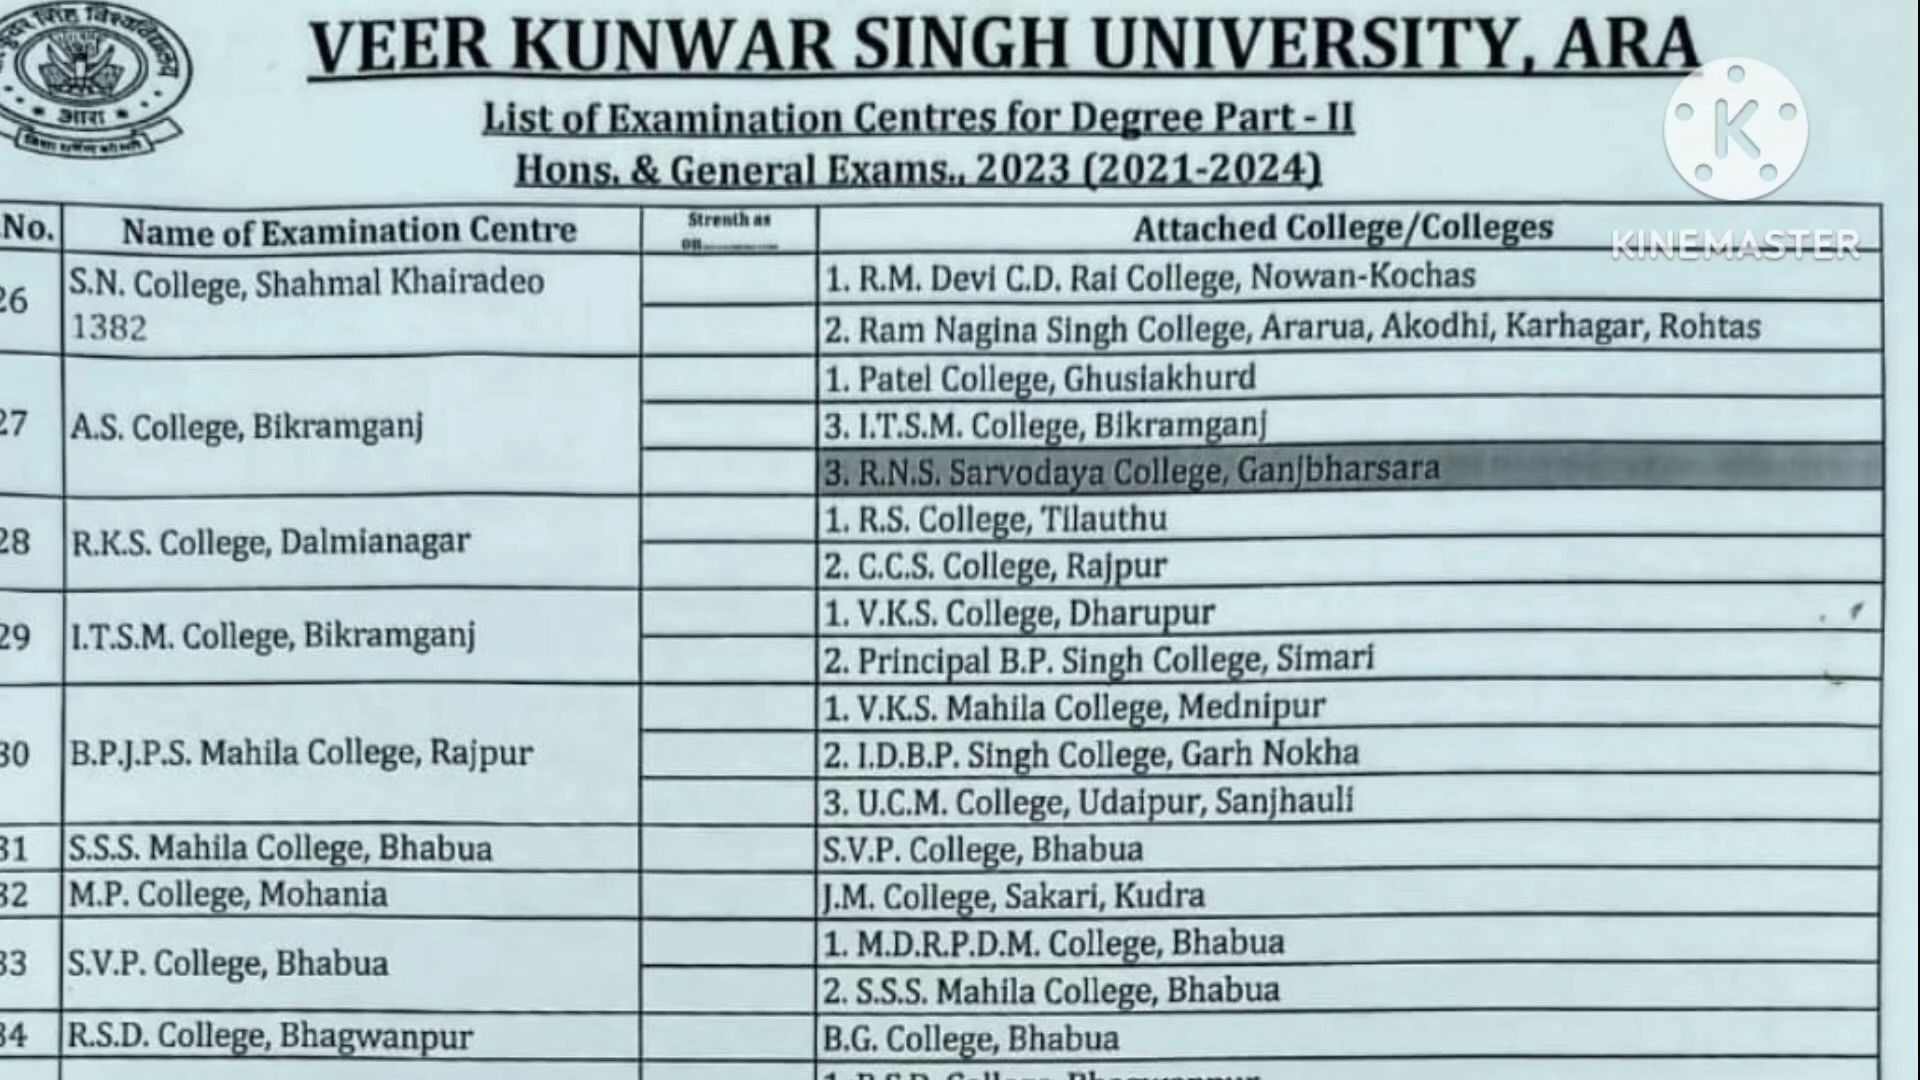 VEER KUNWAR SINGH UNIVERSITY, ARA
List of Examination Centres for Degree Part - II
Hons. & General Exams., 2023 (2021-2024)
आरा
KINEMASTER
No. Name of Examination Centre Strenth as on............ Attached College/Colleges
26 S.N. College, Shahmal Khairadeo 1382
1. R.M. Devi C.D. Rai College, Nowan-Kochas
2. Ram Nagina Singh College, Ararua, Akodhi, Karhagar, Rohtas
27 A.S. College, Bikramganj
1. Patel College, Ghusiakhurd
3. I.T.S.M. College, Bikramganj
3. R.N.S. Sarvodaya College, Ganjbharsara
28 R.K.S. College, Dalmianagar
1. R.S. College, Tilauthu
2. C.C.S. College, Rajpur
29 I.T.S.M. College, Bikramganj
1. V.K.S. College, Dharupur
2. Principal B.P. Singh College, Simari
30 B.P.J.P.S. Mahila College, Rajpur
1. V.K.S. Mahila College, Mednipur
2. I.D.B.P. Singh College, Garh Nokha
3. U.C.M. College, Udaipur, Sanjhauli
31 S.S.S. Mahila College, Bhabua S.V.P. College, Bhabua
32 M.P. College, Mohania J.M. College, Sakari, Kudra
33 S.V.P. College, Bhabua
1. M.D.R.P.D.M. College, Bhabua
2. S.S.S. Mahila College, Bhabua
34 R.S.D. College, Bhagwanpur B.G. College, Bhabua